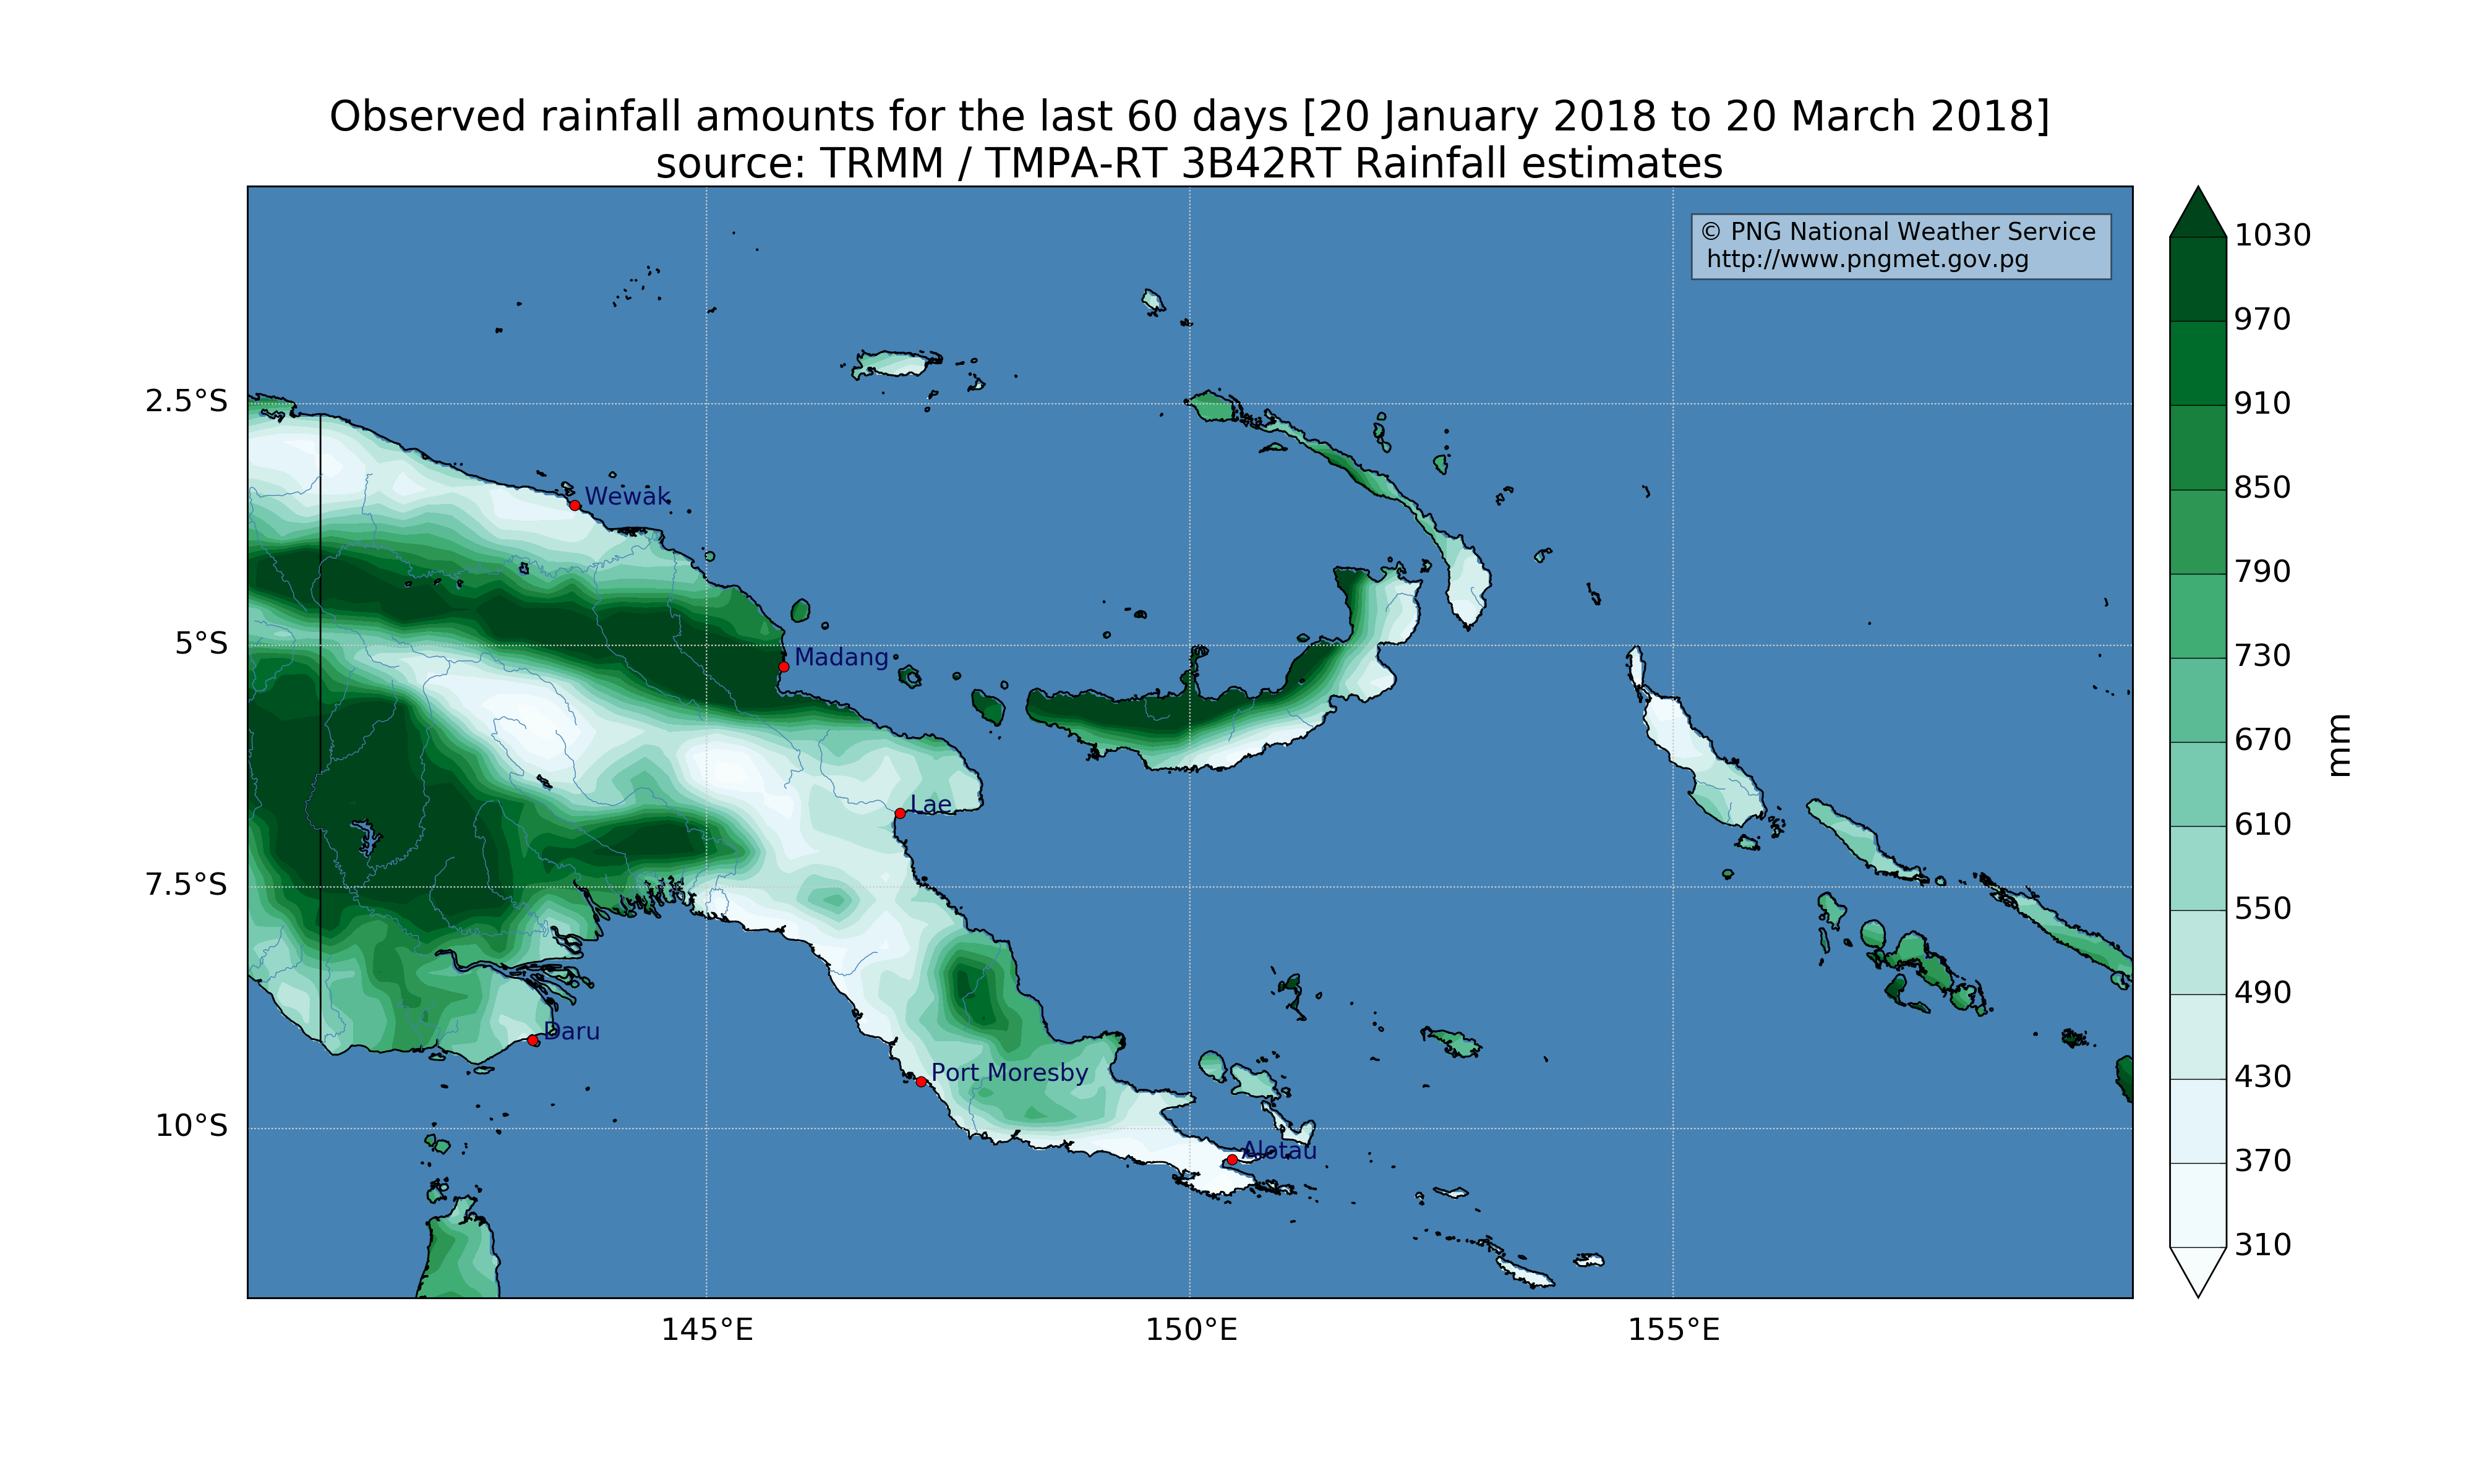 Observed rainfall amounts for the last 60 days [20 January 2018 to 20 March 2018]
source: TRMM / TMPA-RT 3B42RT Rainfall estimates
© PNG National Weather Service
http://www.pngmet.gov.pg
1030
970
910
850
790
730
670
610
550
490
430
370
310
mm
2.5°S
5°S
7.5°S
10°S
Wewak
Madang
Lae
Daru
Port Moresby
Alotau
145°E
150°E
155°E